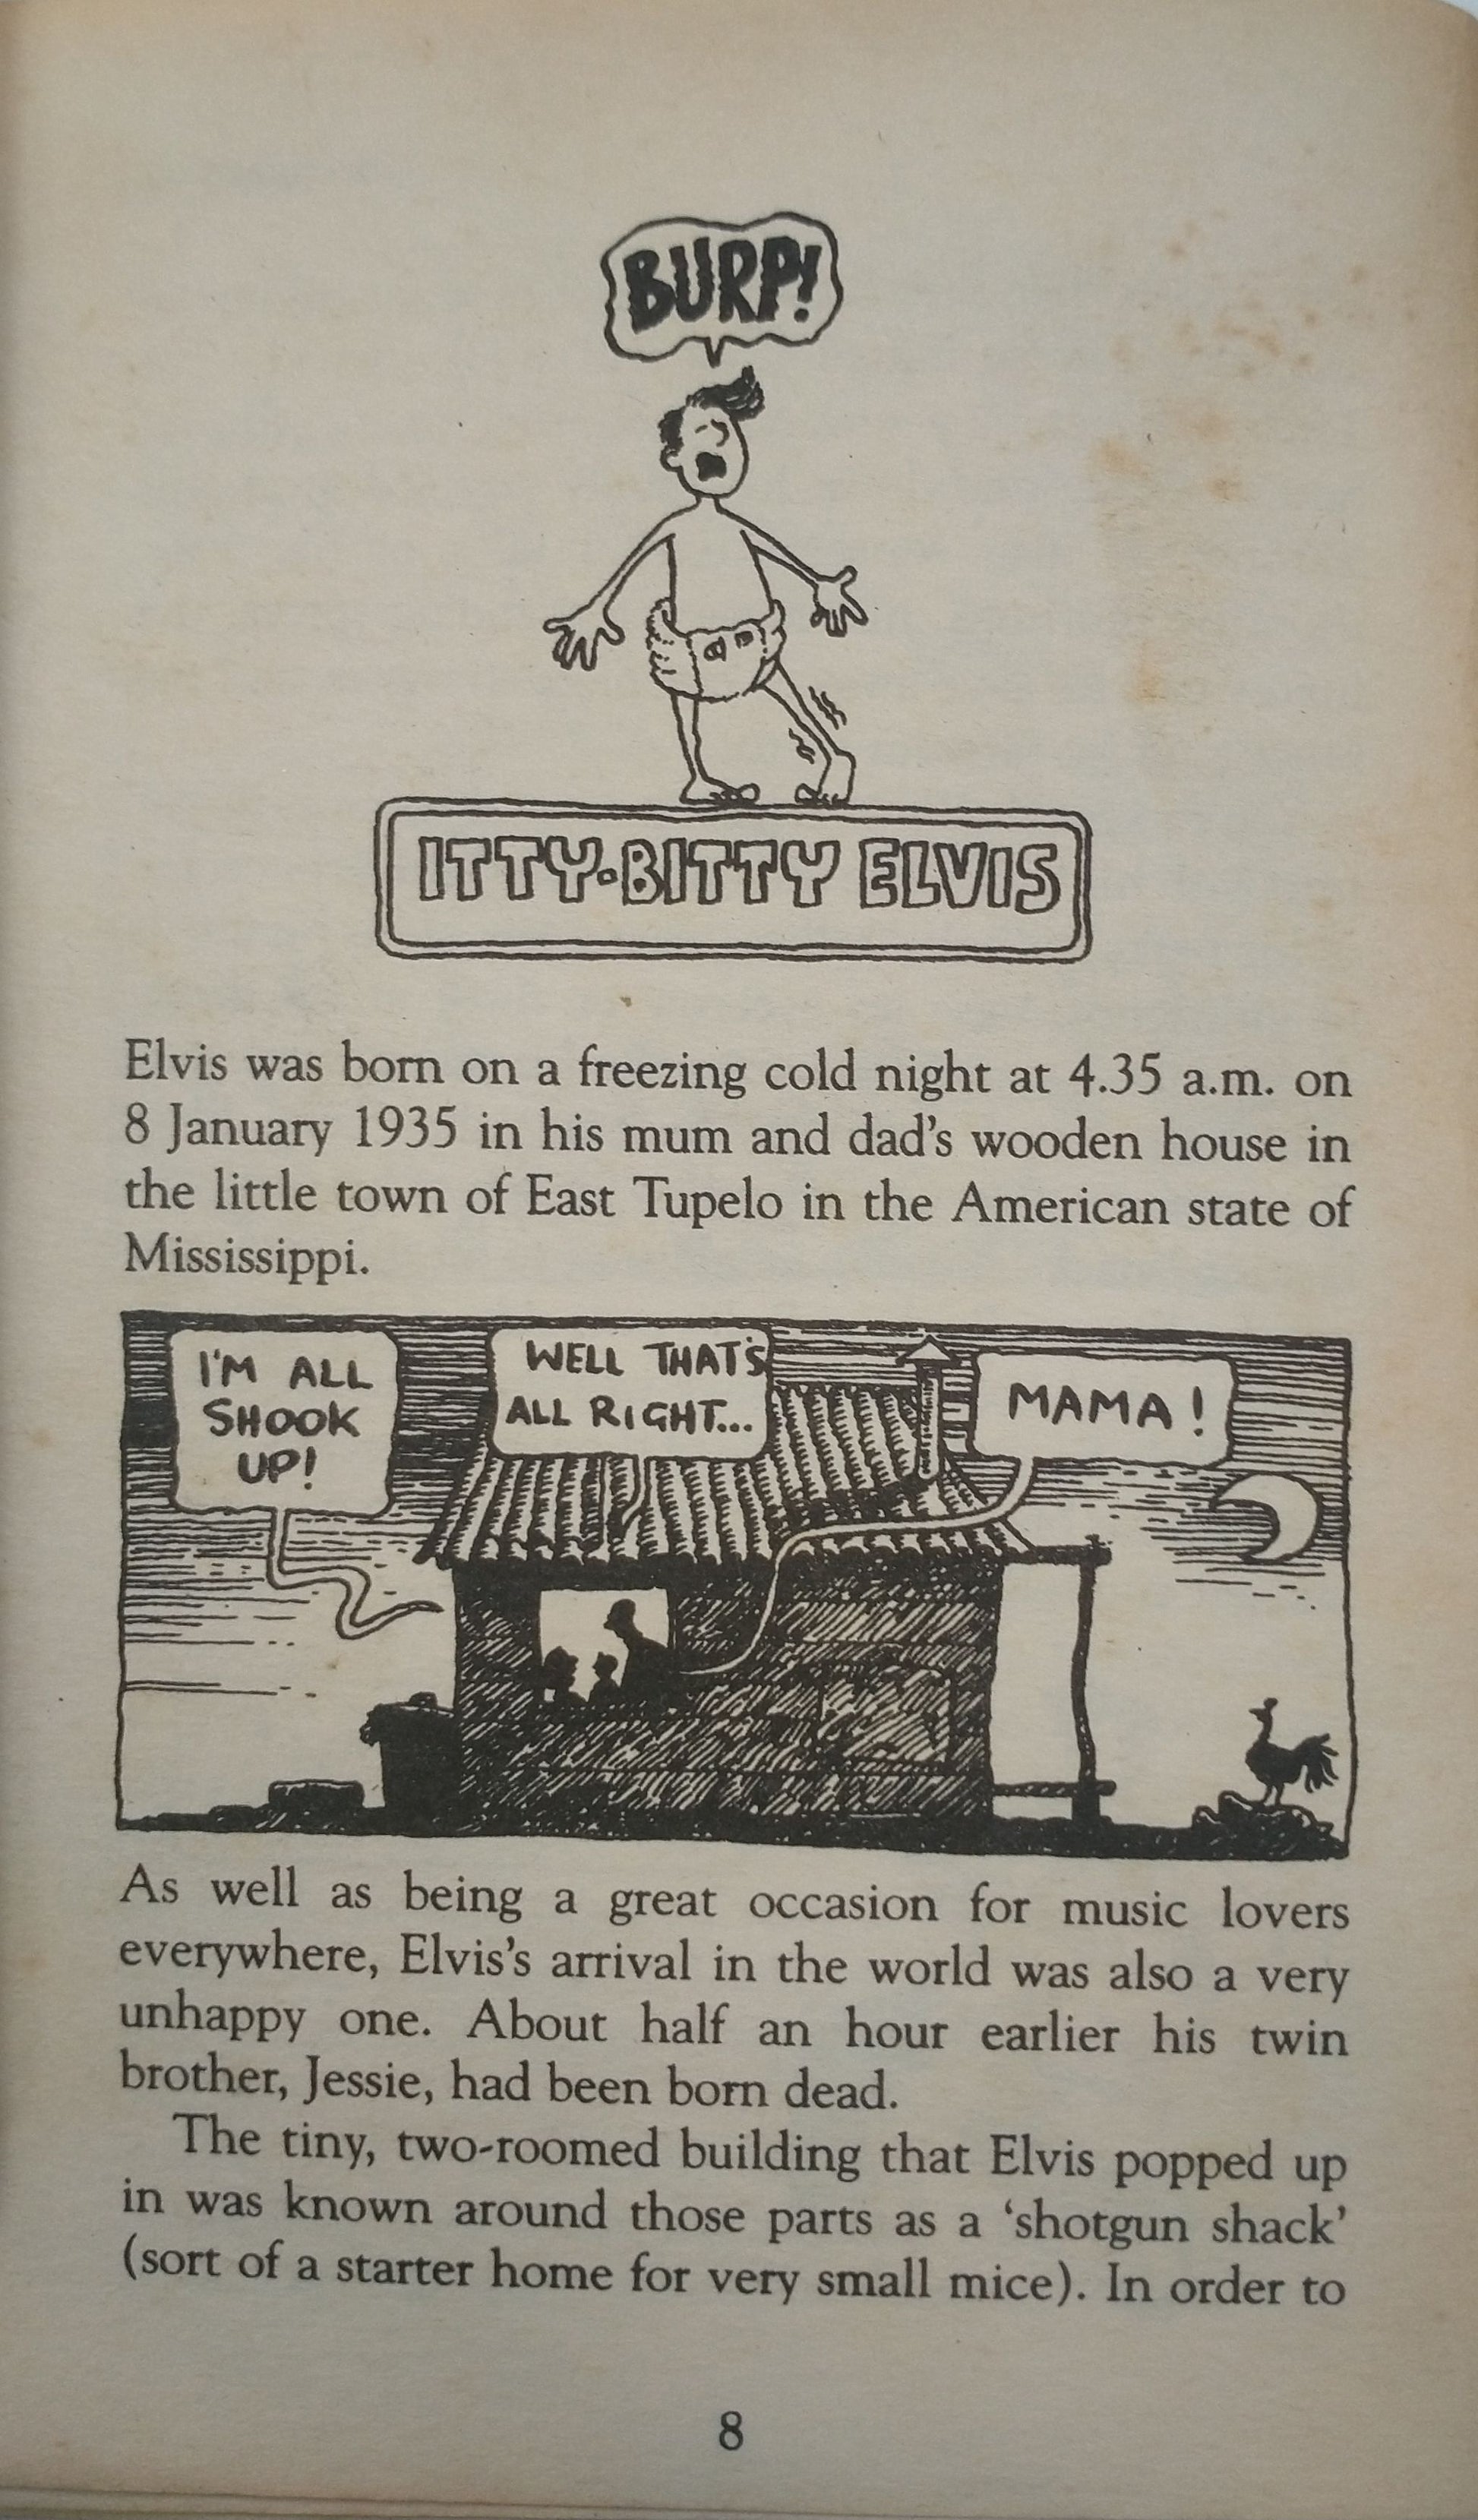 BURP!
ITTY-BITTY ELVIS
Elvis was born on a freezing cold night at 4.35 a.m. on
8 January 1935 in his mum and dad's wooden house in
the little town of East Tupelo in the American state of
Mississippi.
I'M ALL
SHOOK
UP!
WELL THAT'S
ALL RIGHT...
MAMA!
As well as being a great occasion for music lovers
everywhere, Elvis's arrival in the world was also a very
unhappy one. About half an hour earlier his twin
brother, Jessie, had been born dead.
The tiny, two-roomed building that Elvis popped up
in was known around those parts as a ‘shotgun shack’
(sort of a starter home for very small mice). In order to
8